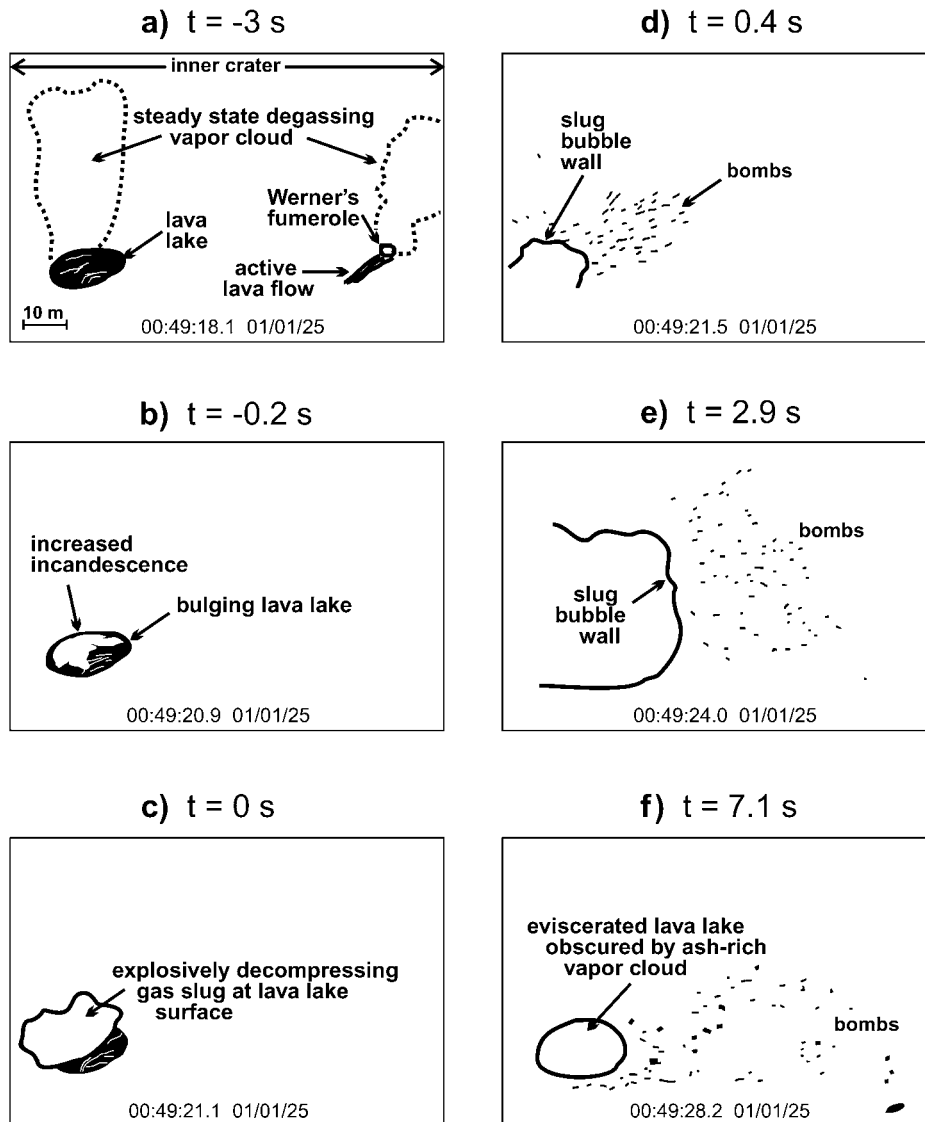 a) t = -3 s
inner crater
steady state degassing
vapor cloud
Werner's
fumerole
lava
lake
active
lava flow
10 m
00:49:18.1 01/01/25
b) t = -0.2 s
increased
incandescence
bulging lava lake
00:49:20.9 01/01/25
c) t = 0 s
explosively decompressing
gas slug at lava lake
surface
00:49:21.1 01/01/25
d) t = 0.4 s
slug
bubble
wall
bombs
00:49:21.5 01/01/25
e) t = 2.9 s
bombs
slug
bubble
wall
00:49:24.0 01/01/25
f) t = 7.1 s
eviscerated lava lake
obscured by ash-rich
vapor cloud
bombs
00:49:28.2 01/01/25